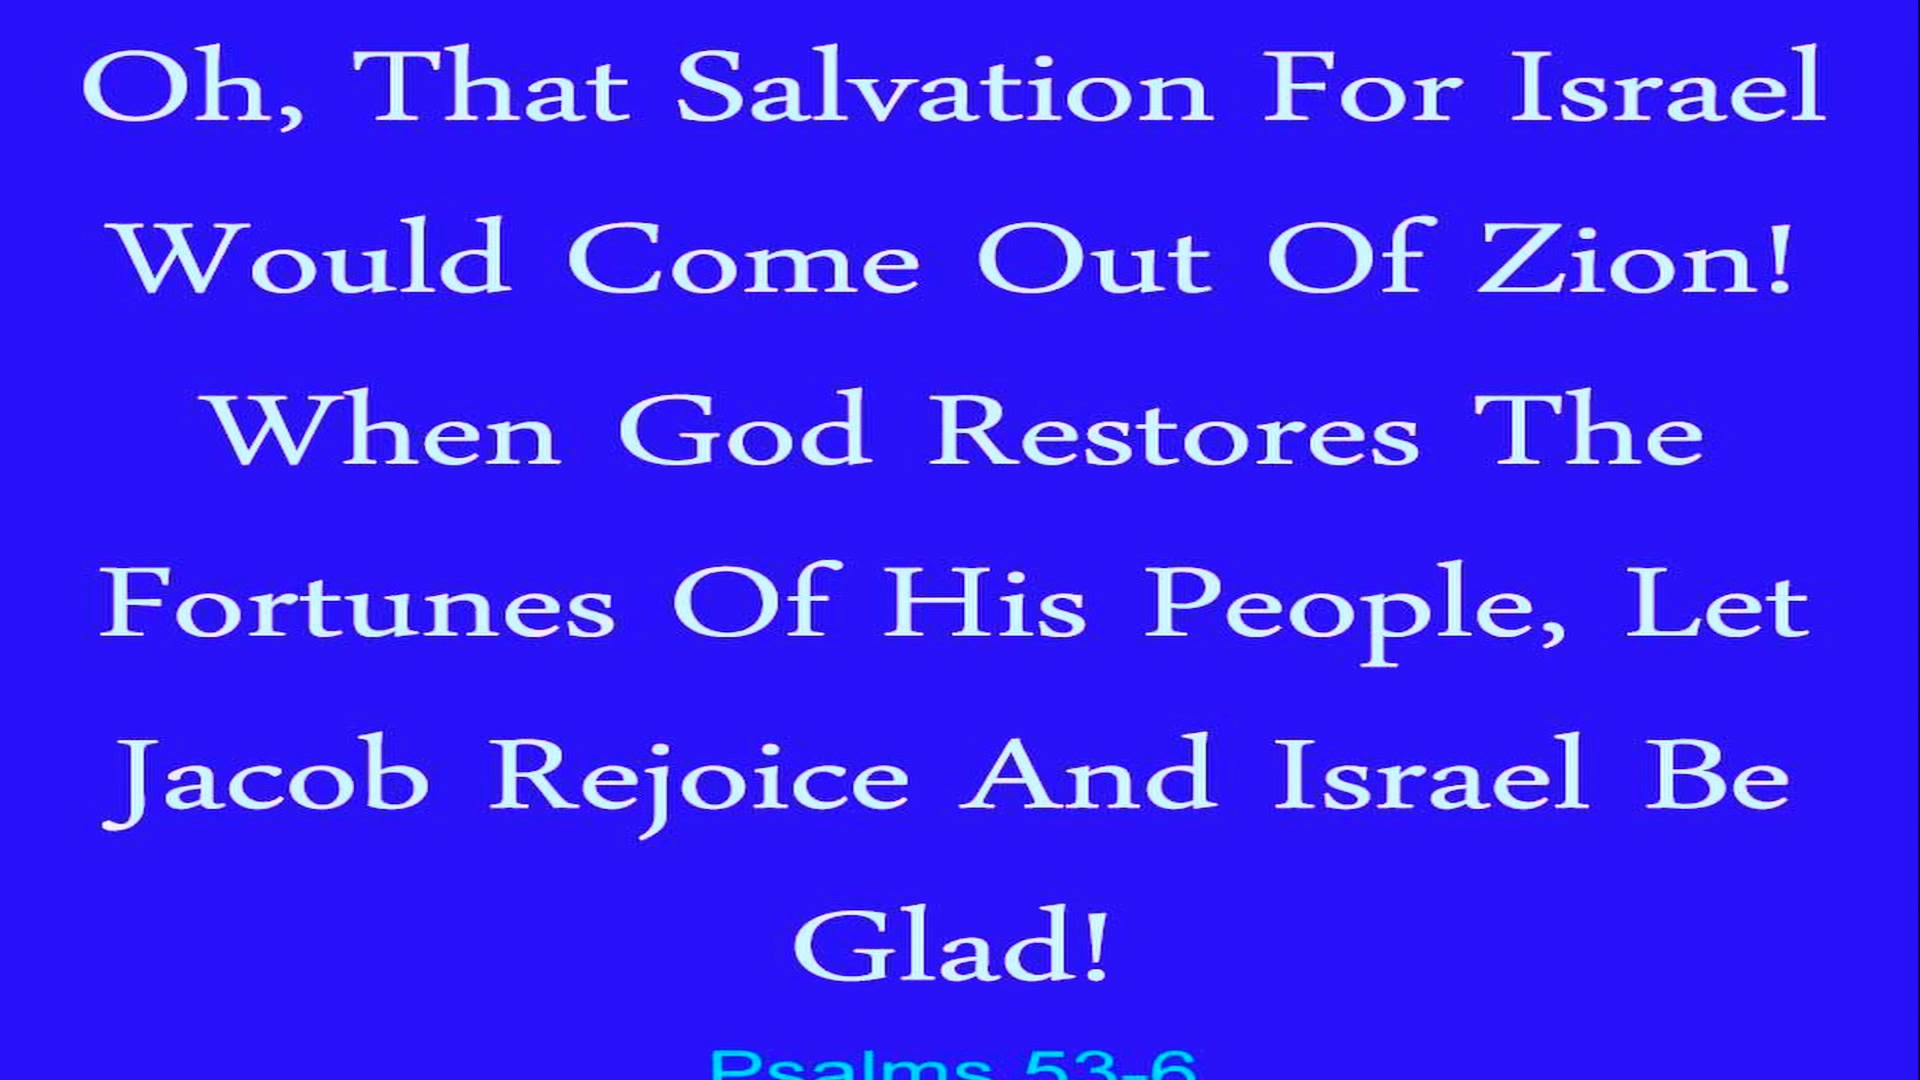 Oh, That Salvation For Israel
Would Come Out Of Zion!
When God Restores The
Fortunes Of His People, Let
Jacob Rejoice And Israel Be
Glad!
Psalms 53-6